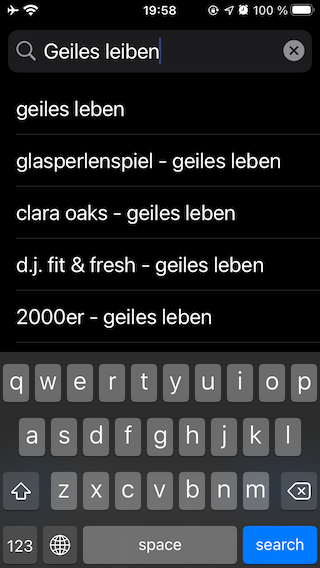 19:58 100 %
Geiles leiben
geiles leben
glasperlenspiel - geiles leben
clara oaks - geiles leben
d.j. fit & fresh - geiles leben
2000er - geiles leben
q w e r t y u i o p
a s d f g h j k l
z x c v b n m
123 space search